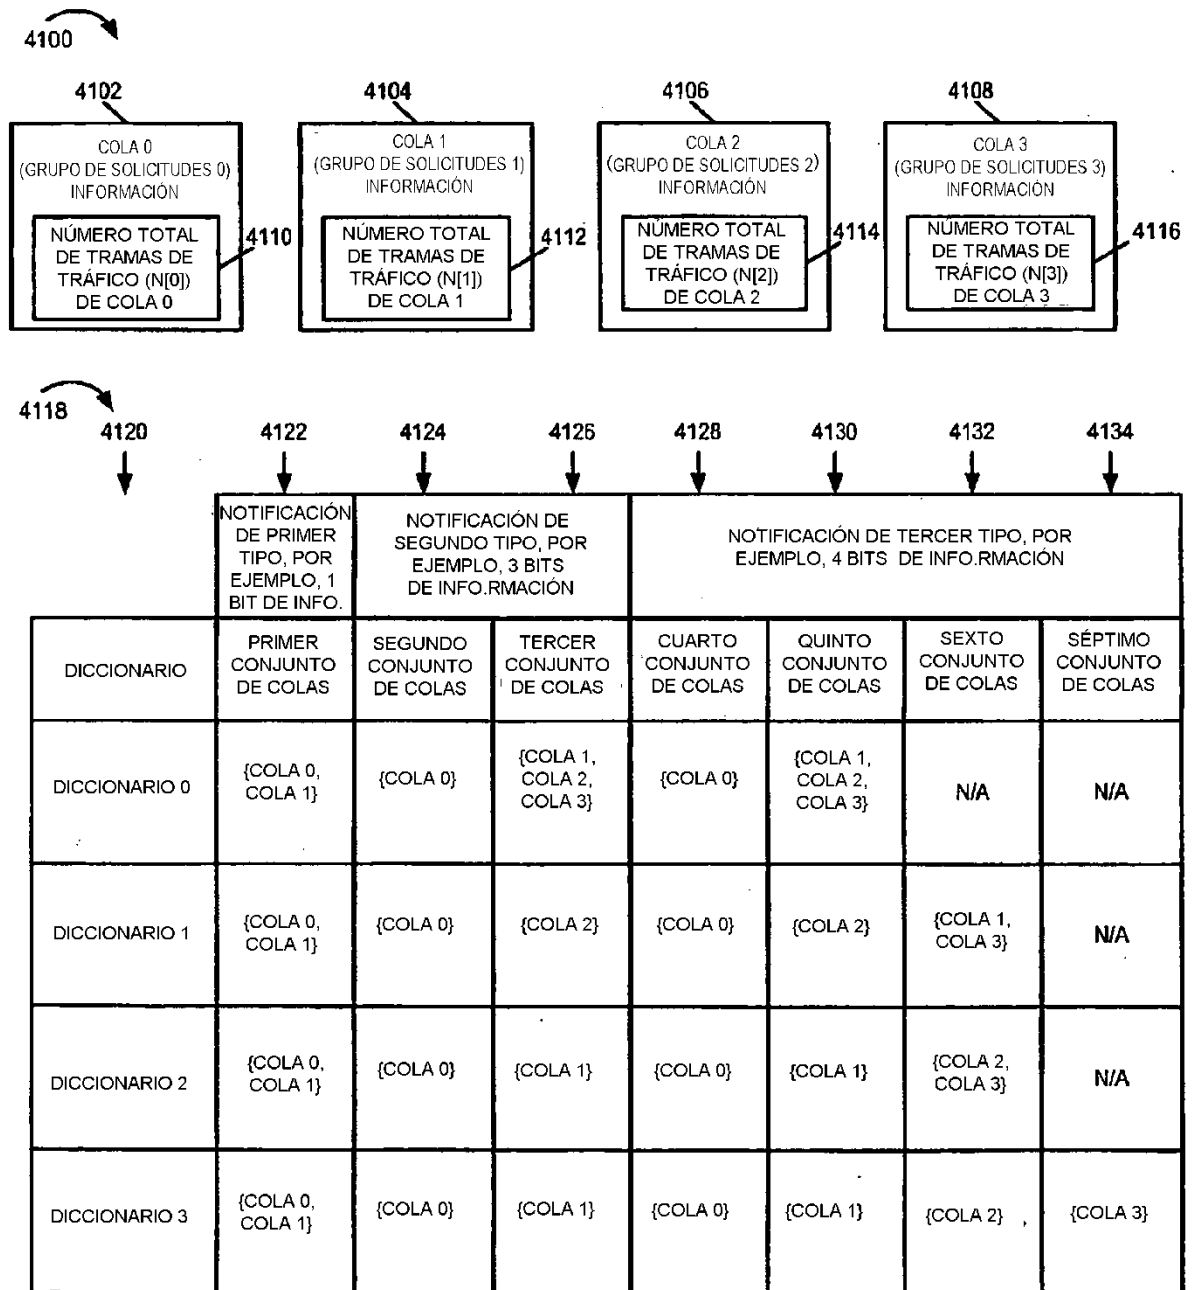 4100
4102
4104
4106
4108
COLA 0
(GRUPO DE SOLICITUDES 0)
INFORMACIÓN
NÚMERO TOTAL
DE TRAMAS DE
TRÁFICO (N[0])
DE COLA 0
4110
COLA 1
(GRUPO DE SOLICITUDES 1)
INFORMACIÓN
NÚMERO TOTAL
DE TRAMAS DE
TRÁFICO (N[1])
DE COLA 1
4112
COLA 2
(GRUPO DE SOLICITUDES 2)
INFORMACIÓN
NÚMERO TOTAL
DE TRAMAS DE
TRÁFICO (N[2])
DE COLA 2
4114
COLA 3
(GRUPO DE SOLICITUDES 3)
INFORMACIÓN
NÚMERO TOTAL
DE TRAMAS DE
TRÁFICO (N[3])
DE COLA 3
4116
4118
4120
4122
4124
4126
4128
4130
4132
4134
NOTIFICACIÓN
DE PRIMER
TIPO, POR
EJEMPLO, 1
BIT DE INFO.
NOTIFICACIÓN DE
SEGUNDO TIPO, POR
EJEMPLO, 3 BITS
DE INFO.RMACIÓN
NOTIFICACIÓN DE TERCER TIPO, POR
EJEMPLO, 4 BITS DE INFO.RMACIÓN
DICCIONARIO
PRIMER
CONJUNTO
DE COLAS
SEGUNDO
CONJUNTO
DE COLAS
TERCER
CONJUNTO
DE COLAS
CUARTO
CONJUNTO
DE COLAS
QUINTO
CONJUNTO
DE COLAS
SEXTO
CONJUNTO
DE COLAS
SÉPTIMO
CONJUNTO
DE COLAS
DICCIONARIO 0
{COLA 0,
COLA 1}
{COLA 0}
{COLA 1,
COLA 2,
COLA 3}
{COLA 0}
{COLA 1,
COLA 2,
COLA 3}
N/A
N/A
DICCIONARIO 1
{COLA 0,
COLA 1}
{COLA 0}
{COLA 2}
{COLA 0}
{COLA 2}
{COLA 1,
COLA 3}
N/A
DICCIONARIO 2
{COLA 0,
COLA 1}
{COLA 0}
{COLA 1}
{COLA 0}
{COLA 1}
{COLA 2,
COLA 3}
N/A
DICCIONARIO 3
{COLA 0,
COLA 1}
{COLA 0}
{COLA 1}
{COLA 0}
{COLA 1}
{COLA 2}
{COLA 3}